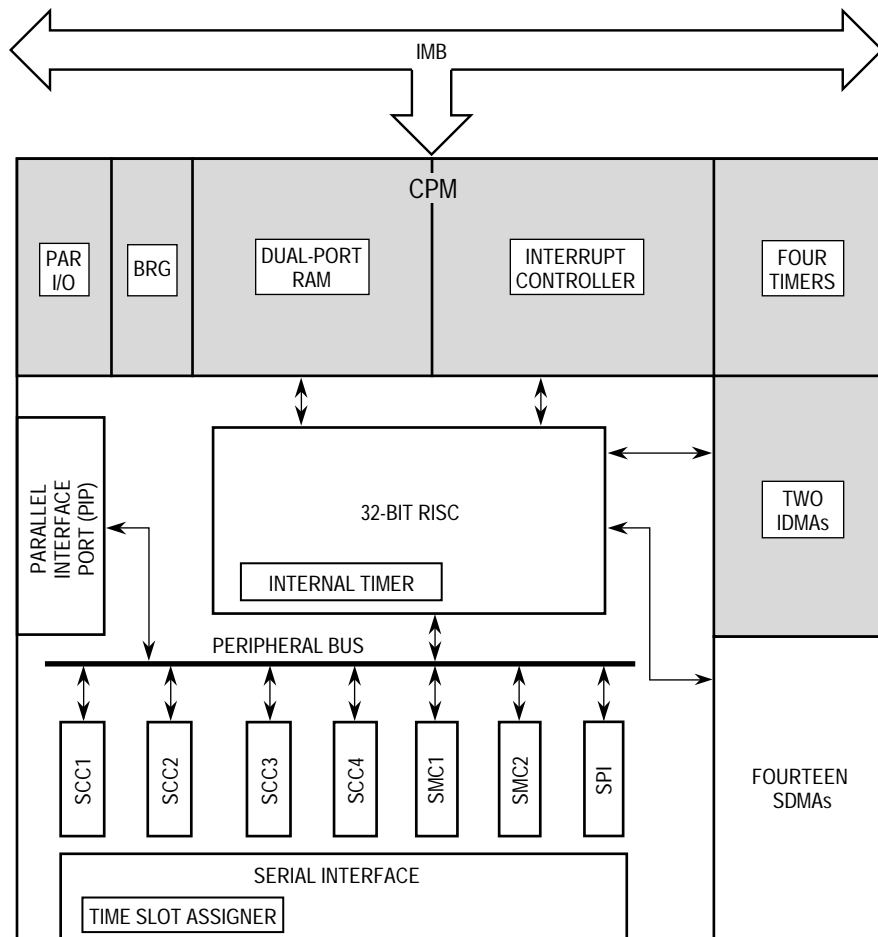 IMB
CPM
PAR
I/O
BRG
DUAL-PORT
RAM
INTERRUPT
CONTROLLER
FOUR
TIMERS
PARALLEL
INTERFACE
PORT (PIP)
32-BIT RISC
INTERNAL TIMER
TWO
IDMAs
PERIPHERAL BUS
SCC1
SCC2
SCC3
SCC4
SMC1
SMC2
SPI
FOURTEEN
SDMAs
SERIAL INTERFACE
TIME SLOT ASSIGNER